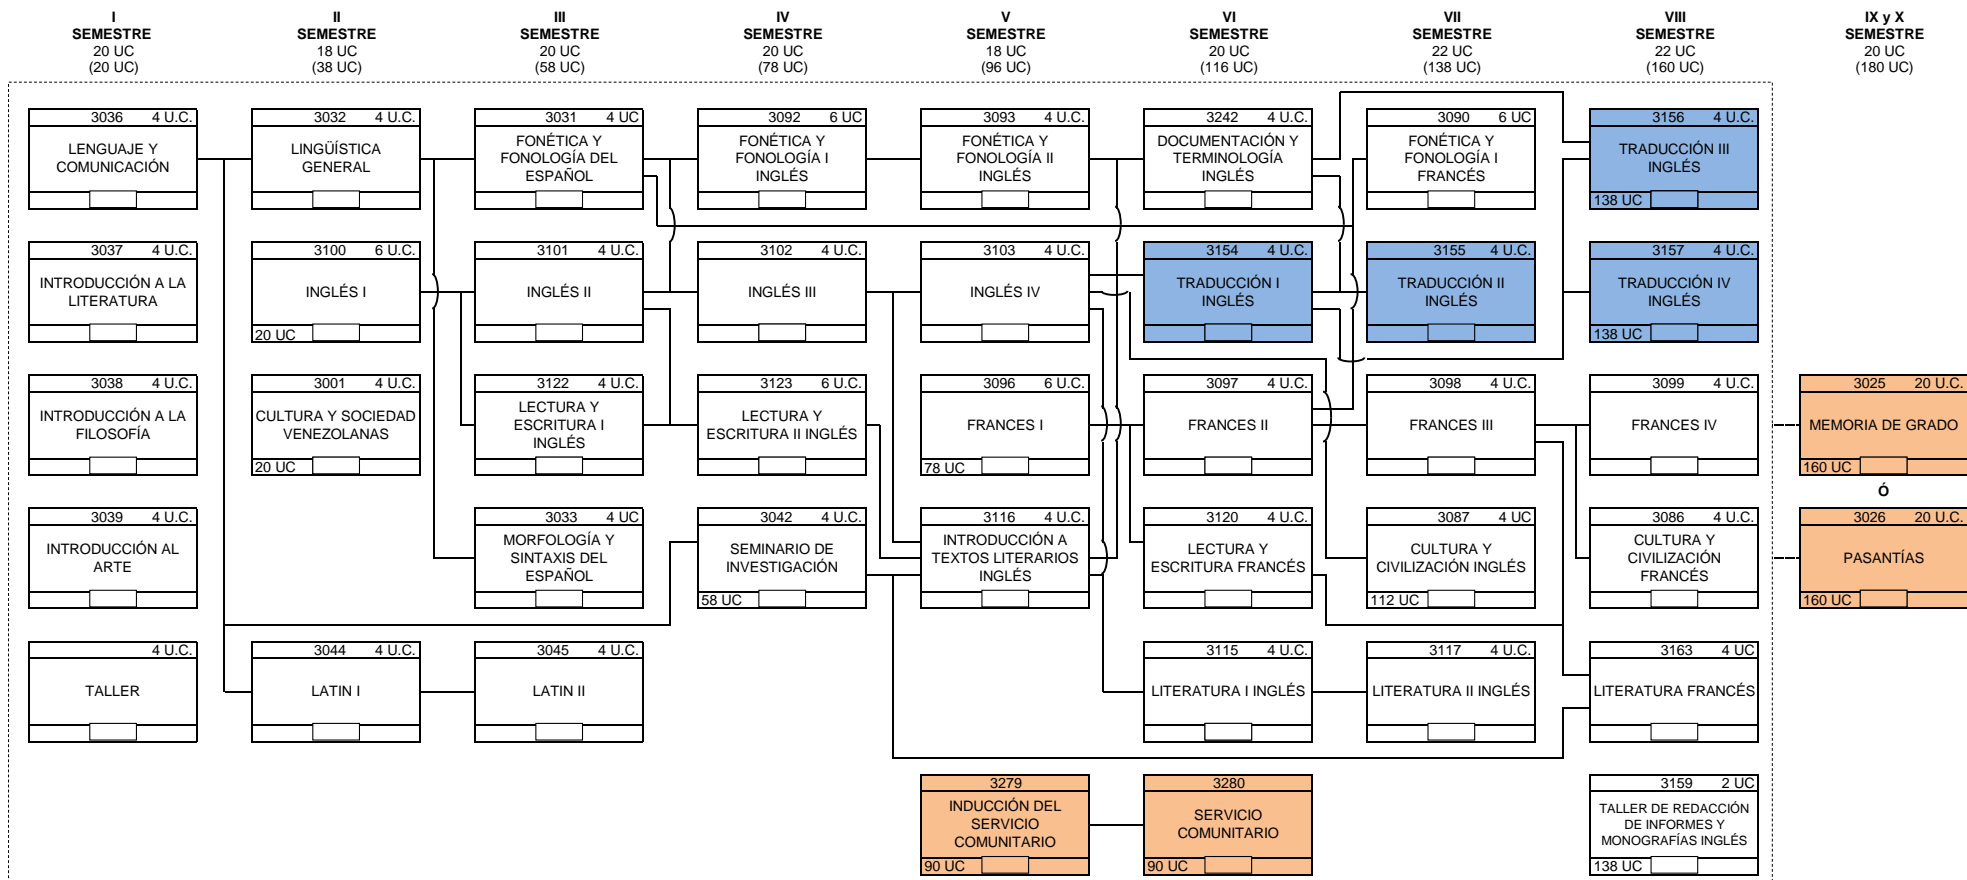 I
SEMESTRE
20 UC
(20 UC)
II
SEMESTRE
18 UC
(38 UC)
III
SEMESTRE
20 UC
(58 UC)
IV
SEMESTRE
20 UC
(78 UC)
V
SEMESTRE
18 UC
(96 UC)
VI
SEMESTRE
20 UC
(116 UC)
VII
SEMESTRE
22 UC
(138 UC)
VIII
SEMESTRE
22 UC
(160 UC)
IX y X
SEMESTRE
20 UC
(180 UC)
3036 4 U.C.
LENGUAJE Y
COMUNICACIÓN
3032 4 U.C.
LINGÜÍSTICA
GENERAL
3031 4 UC
FONÉTICA Y
FONOLOGÍA DEL
ESPAÑOL
3092 6 UC
FONÉTICA Y
FONOLOGÍA I
INGLÉS
3093 4 U.C.
FONÉTICA Y
FONOLOGÍA II
INGLÉS
3242 4 U.C.
DOCUMENTACIÓN Y
TERMINOLOGÍA
INGLÉS
3090 6 UC
FONÉTICA Y
FONOLOGÍA I
FRANCÉS
3156 4 U.C.
TRADUCCIÓN III
INGLÉS
138 UC
3037 4 U.C.
INTRODUCCIÓN A LA
LITERATURA
3100 6 U.C.
INGLÉS I
20 UC
3101 4 U.C.
INGLÉS II
3102 4 U.C.
INGLÉS III
3103 4 U.C.
INGLÉS IV
3154 4 U.C.
TRADUCCIÓN I
INGLÉS
3155 4 U.C.
TRADUCCIÓN II
INGLÉS
3157 4 U.C.
TRADUCCIÓN IV
INGLÉS
138 UC
3038 4 U.C.
INTRODUCCIÓN A LA
FILOSOFÍA
3001 4 U.C.
CULTURA Y SOCIEDAD
VENEZOLANAS
20 UC
3122 4 U.C.
LECTURA Y
ESCRITURA I
INGLÉS
3123 6 U.C.
LECTURA Y
ESCRITURA II INGLÉS
3096 6 U.C.
FRANCES I
78 UC
3097 4 U.C.
FRANCES II
3098 4 U.C.
FRANCES III
3099 4 U.C.
FRANCES IV
3025 20 U.C.
MEMORIA DE GRADO
160 UC
Ó
3039 4 U.C.
INTRODUCCIÓN AL
ARTE
3033 4 UC
MORFOLOGÍA Y
SINTAXIS DEL
ESPAÑOL
3042 4 U.C.
SEMINARIO DE
INVESTIGACIÓN
58 UC
3116 4 U.C.
INTRODUCCIÓN A
TEXTOS LITERARIOS
INGLÉS
3120 4 U.C.
LECTURA Y
ESCRITURA FRANCÉS
3087 4 UC
CULTURA Y
CIVILIZACIÓN INGLÉS
112 UC
3086 4 U.C.
CULTURA Y
CIVILIZACIÓN
FRANCÉS
3026 20 U.C.
PASANTÍAS
160 UC
4 U.C.
TALLER
3044 4 U.C.
LATIN I
3045 4 U.C.
LATIN II
3115 4 U.C.
LITERATURA I INGLÉS
3117 4 U.C.
LITERATURA II INGLÉS
3163 4 UC
LITERATURA FRANCÉS
3279
INDUCCIÓN DEL
SERVICIO
COMUNITARIO
90 UC
3280
SERVICIO
COMUNITARIO
90 UC
3159 2 UC
TALLER DE REDACCIÓN
DE INFORMES Y
MONOGRAFÍAS INGLÉS
138 UC